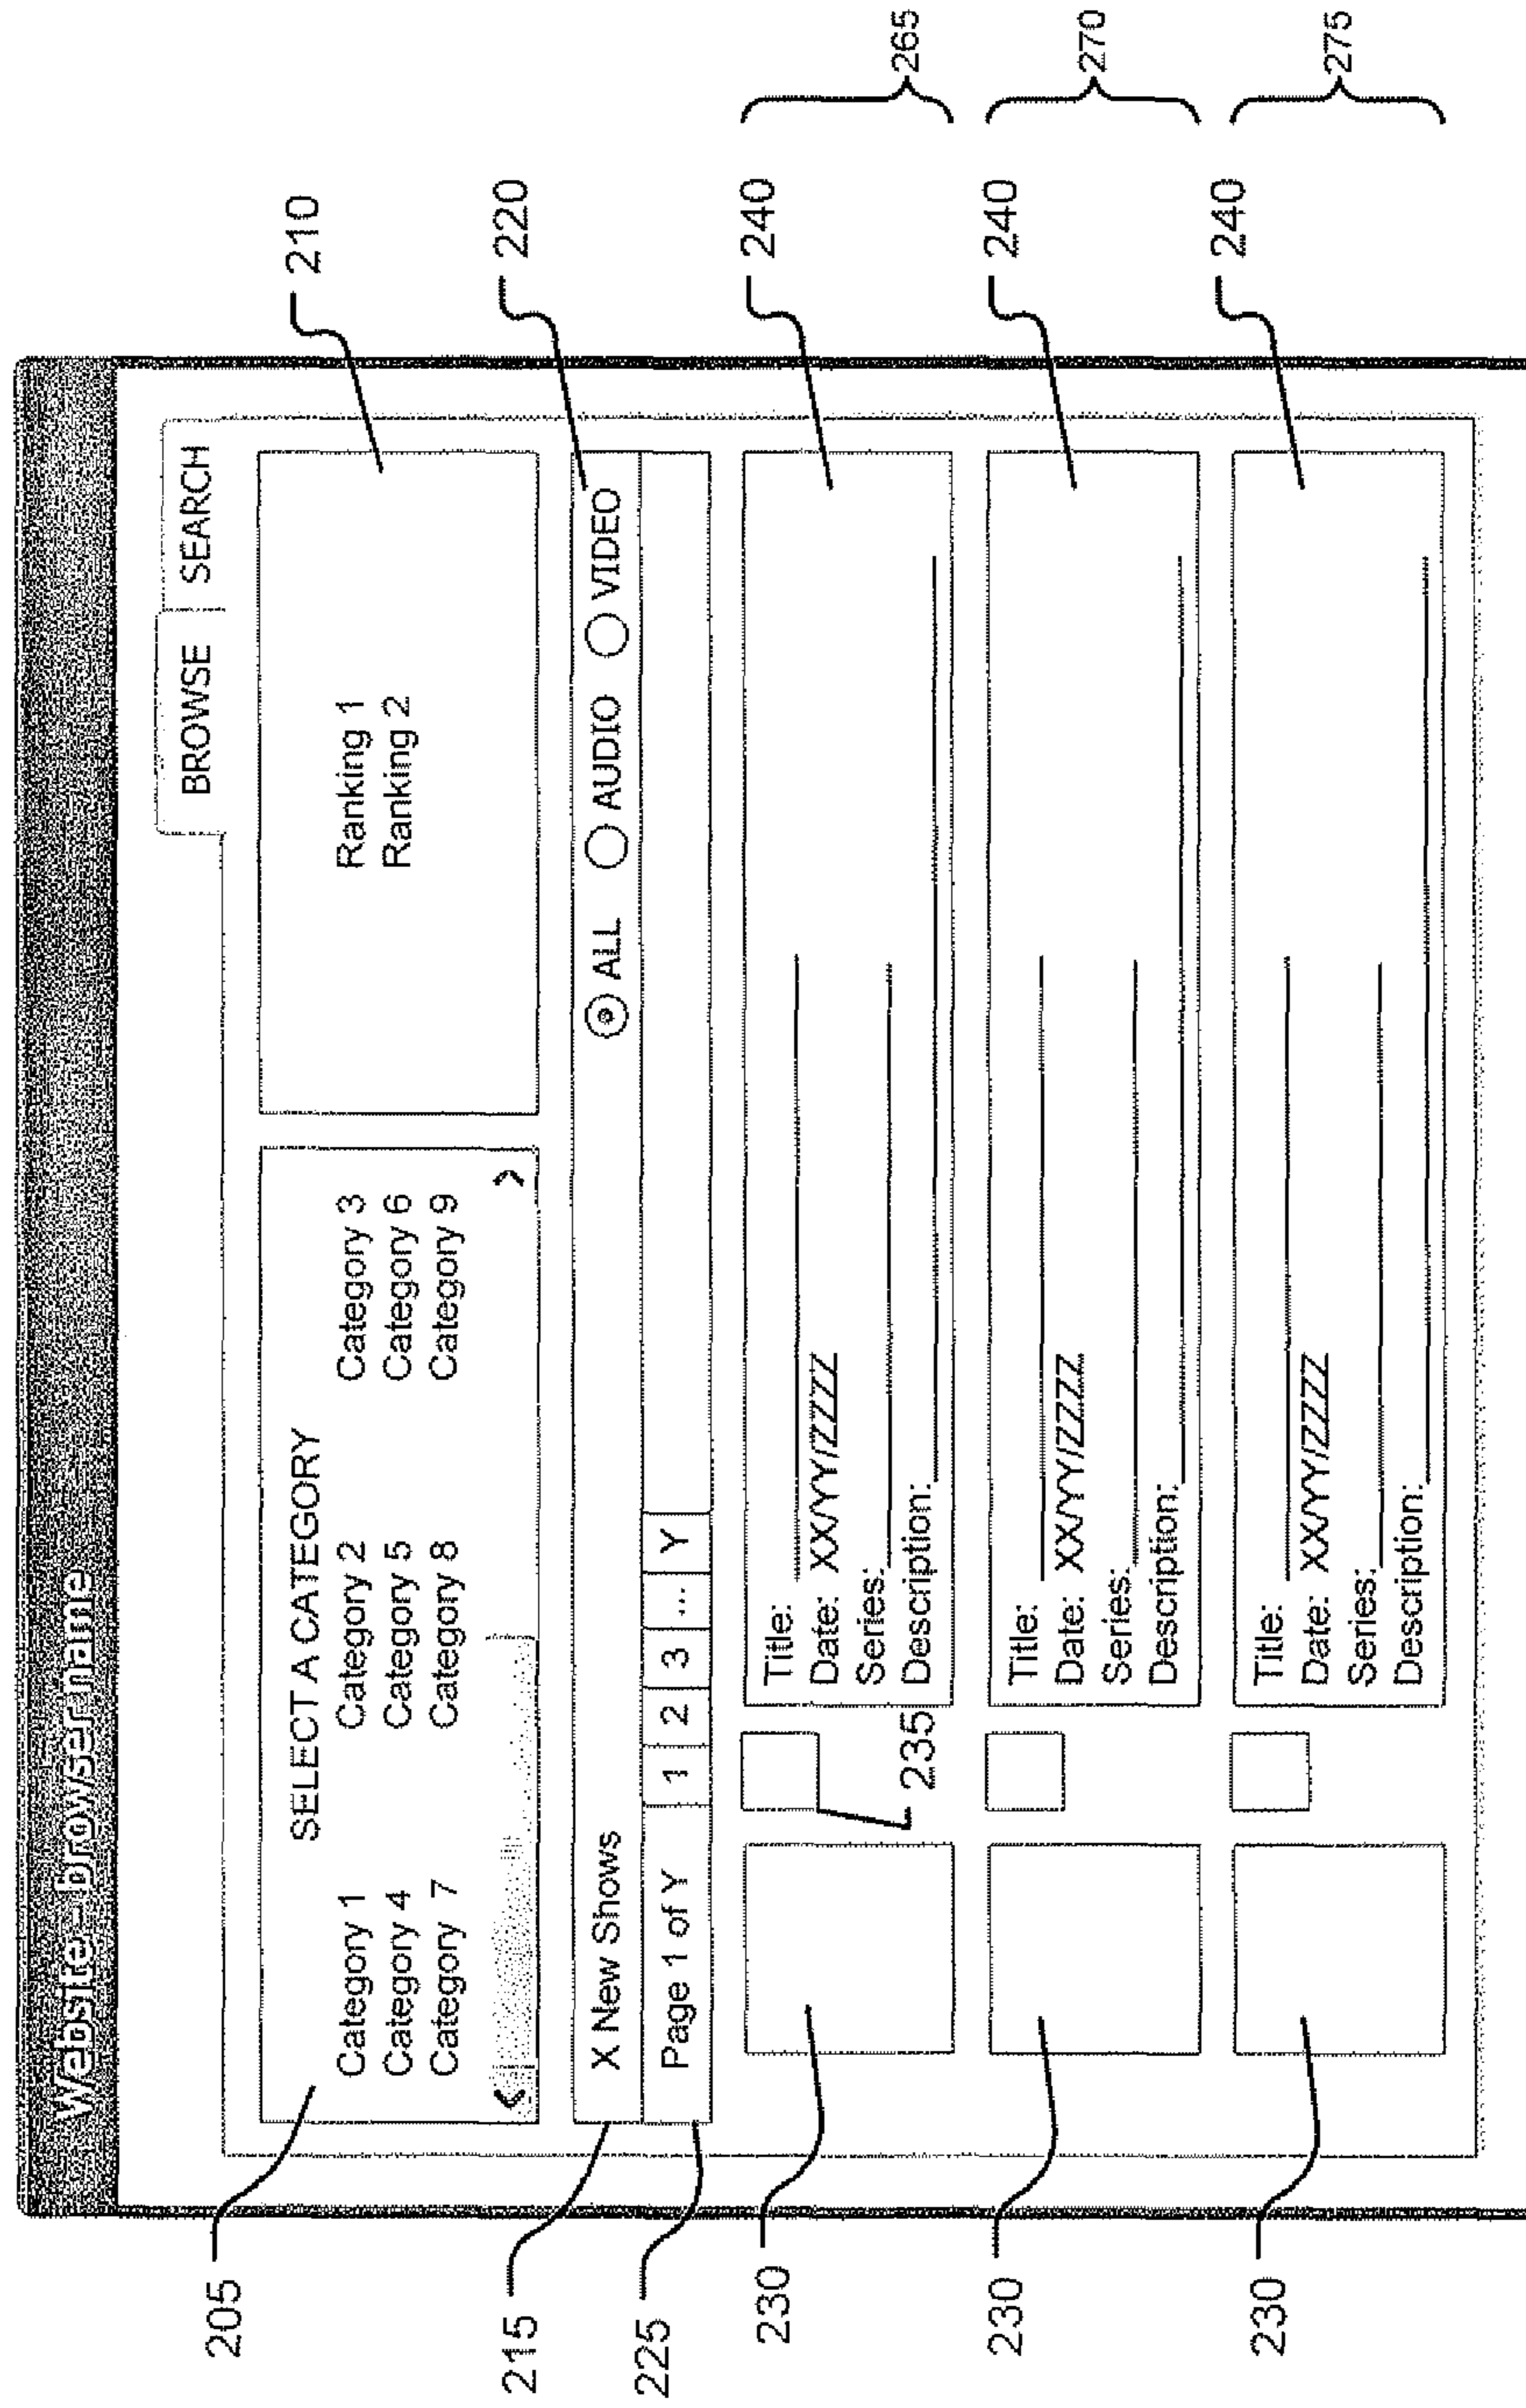 Website - browser name
BROWSE SEARCH
205
SELECT A CATEGORY
Category 1 Category 2 Category 3
Category 4 Category 5 Category 6
Category 7 Category 8 Category 9
< >
Ranking 1
Ranking 2
210
215
X New Shows ALL AUDIO VIDEO
220
225
Page 1 of Y 1 2 3 ... Y
230
235
Title:
Date: XX/YY/ZZZZ
Series:
Description:
240
265
230
Title:
Date: XX/YY/ZZZZ
Series:
Description:
240
270
230
Title:
Date: XX/YY/ZZZZ
Series:
Description:
240
275